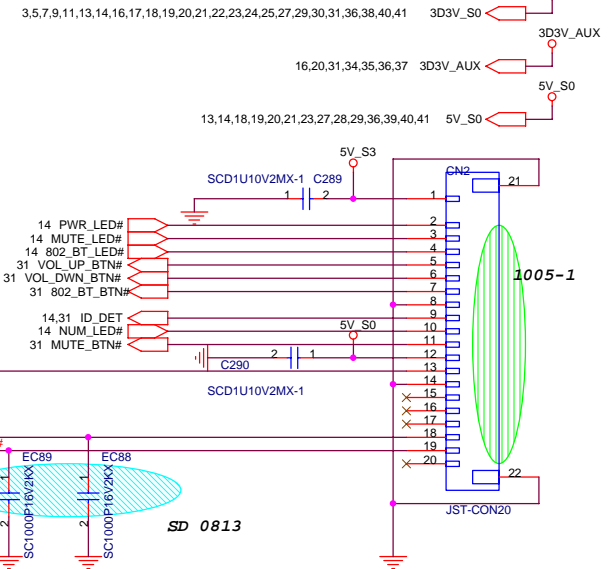 3,5,7,9,11,13,14,16,17,18,19,20,21,22,23,24,25,27,29,30,31,36,38,40,41 3D3V_S0
3D3V_AUX
16,20,31,34,35,36,37 3D3V_AUX
5V_S0
13,14,18,19,20,21,23,27,28,29,36,39,40,41 5V_S0
5V_S3
CN2
SCD1U10V2MX-1 C289
21
1 2 1
14 PWR_LED# 2
14 MUTE_LED# 3
14 802_BT_LED# 4
31 VOL_UP_BTN# 5
31 VOL_DWN_BTN# 6
1005-1
31 802_BT_BTN# 7
8
14,31 ID_DET 9
14 NUM_LED# 5V_S0 10
31 MUTE_BTN# 11
2 1 12
C290 13
14
SCD1U10V2MX-1
15
16
17
18
#
19
EC89 EC88
20
22
1 1
SC1000P16V2KX SC1000P16V2KX
JST-CON20
2 2
SD 0813